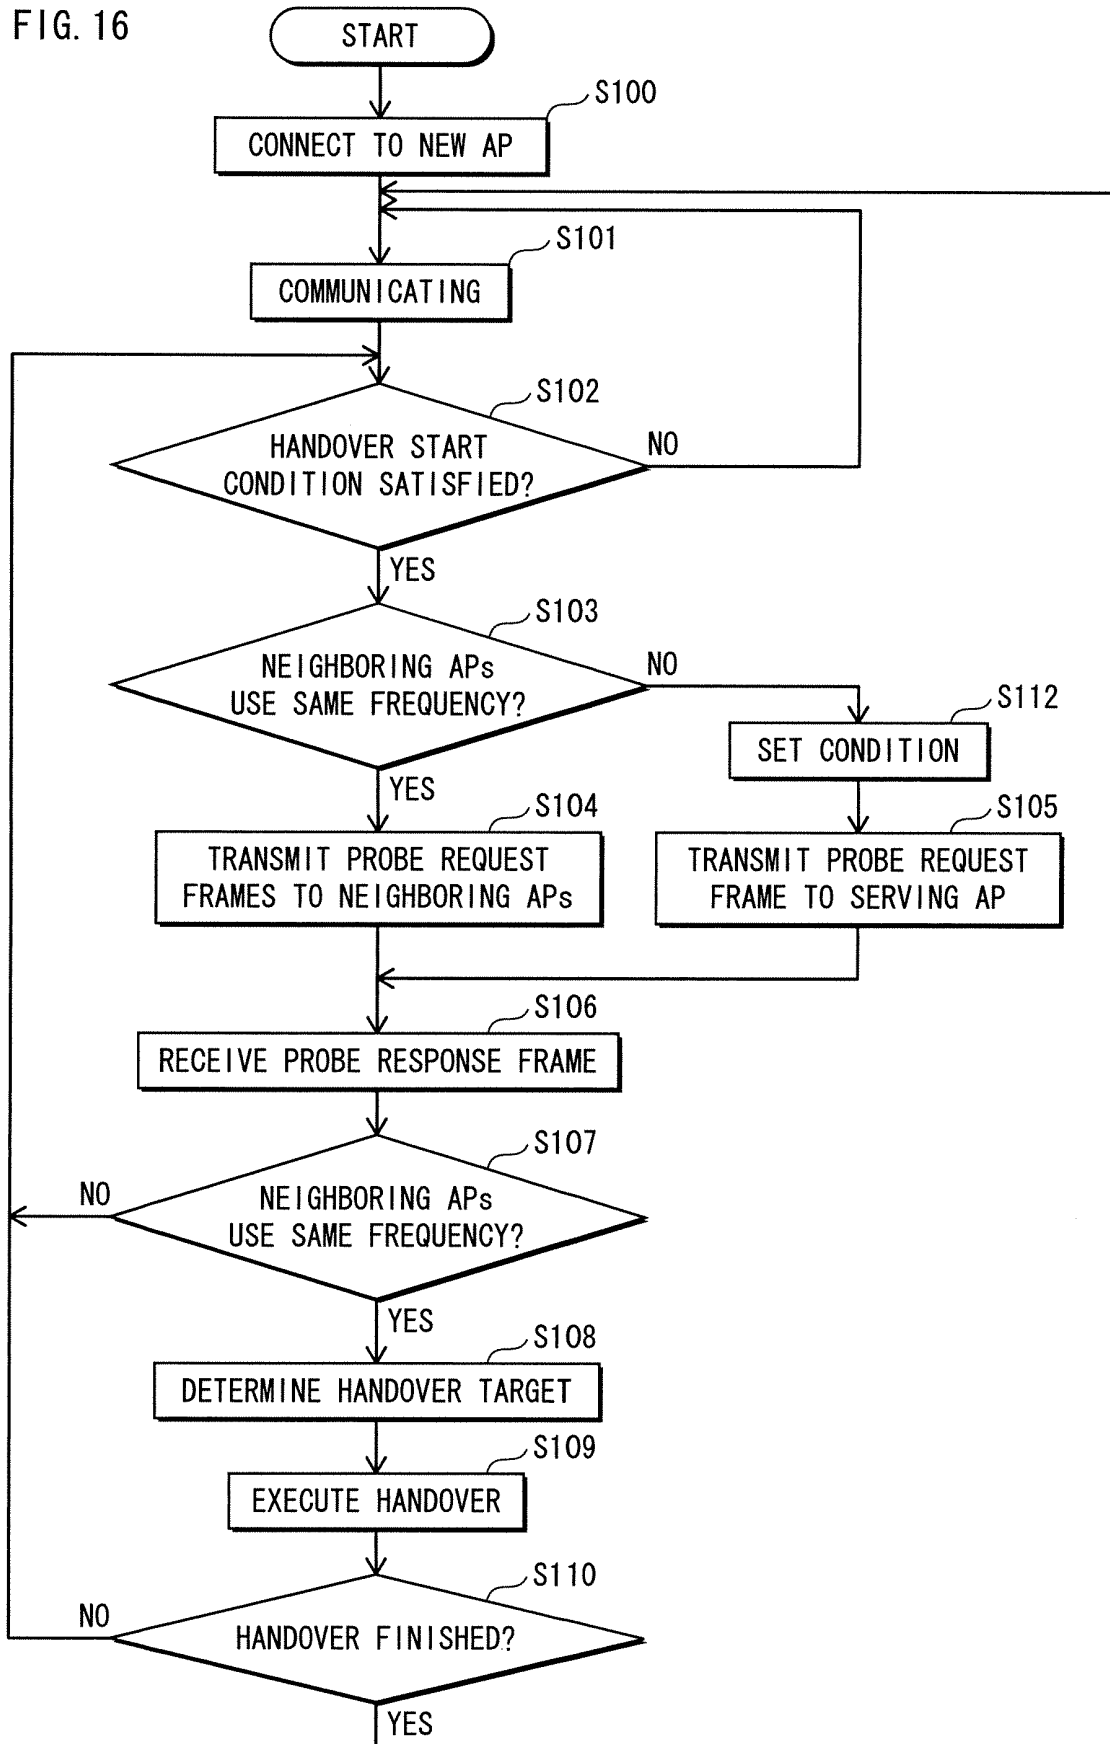 FIG. 16
START
S100
CONNECT TO NEW AP
S101
COMMUNICATING
S102
HANDOVER START
CONDITION SATISFIED?
NO
YES
S103
NEIGHBORING APs
USE SAME FREQUENCY?
NO
YES
S112
SET CONDITION
S104
TRANSMIT PROBE REQUEST
FRAMES TO NEIGHBORING APs
S105
TRANSMIT PROBE REQUEST
FRAME TO SERVING AP
S106
RECEIVE PROBE RESPONSE FRAME
S107
NEIGHBORING APs
USE SAME FREQUENCY?
NO
YES
S108
DETERMINE HANDOVER TARGET
S109
EXECUTE HANDOVER
S110
HANDOVER FINISHED?
NO
YES